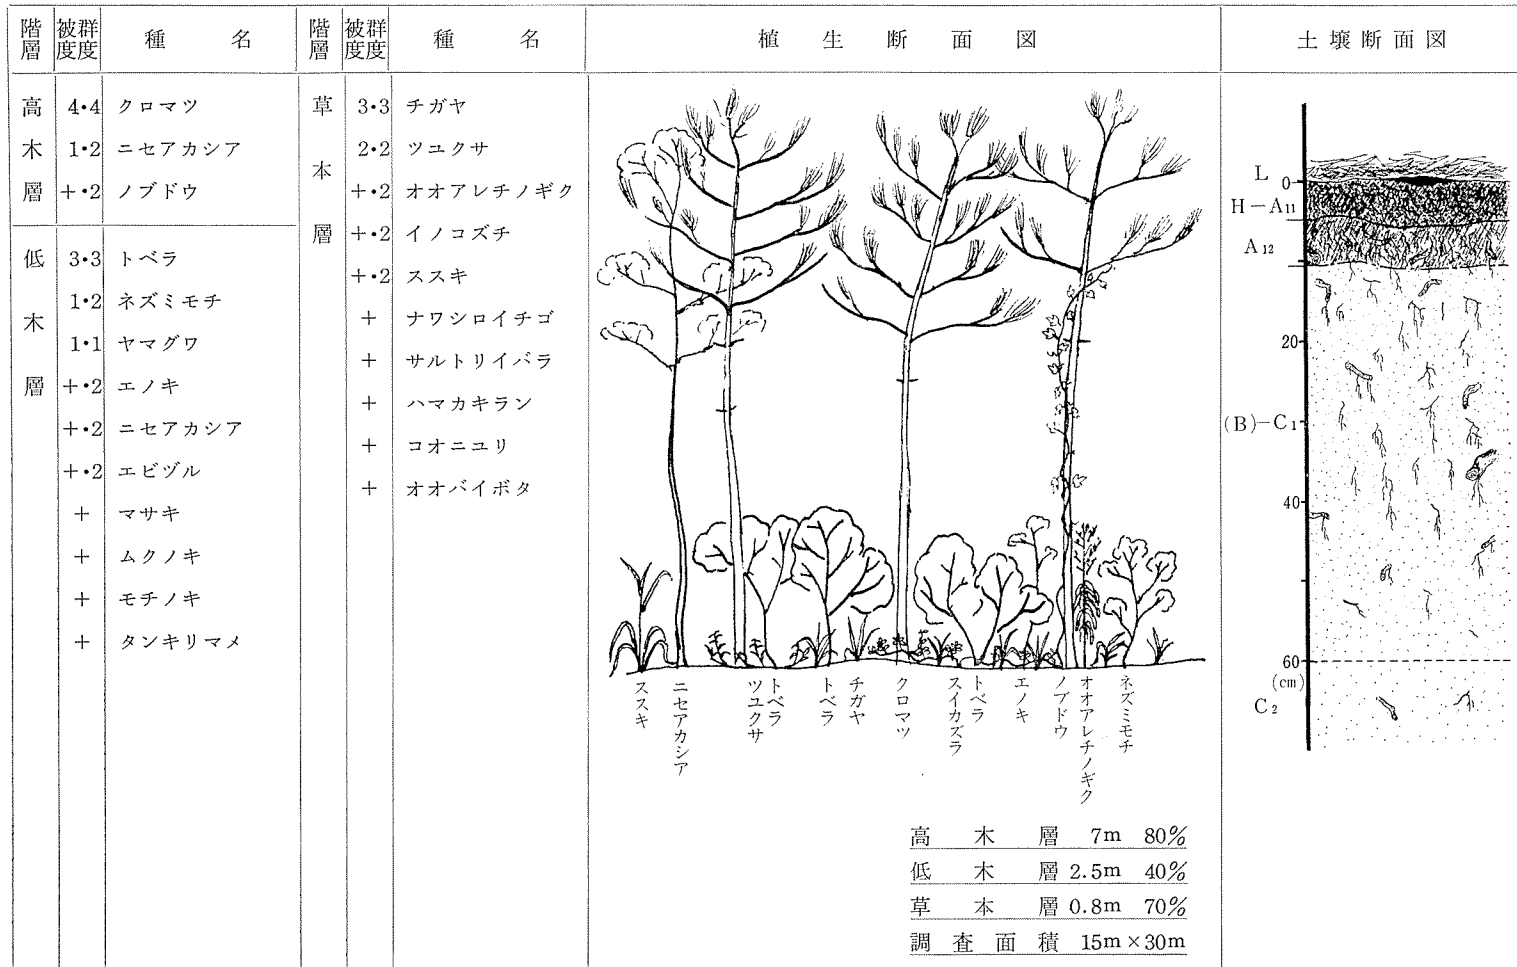 階層 被度 群度 種名 階層 被度 群度 種名 植生断面図 土壌断面図
高木層
4・4 クロマツ
1・2 ニセアカシア
+・2 ノブドウ
低木層
3・3 トベラ
1・2 ネズミモチ
1・1 ヤマグワ
+・2 エノキ
+・2 ニセアカシア
+・2 エビヅル
+ マサキ
+ ムクノキ
+ モチノキ
+ タンキリマメ
草本層
3・3 チガヤ
2・2 ツユクサ
+・2 オオアレチノギク
+・2 イノコズチ
+・2 ススキ
+ ナワシロイチゴ
+ サルトリイバラ
+ ハマカキラン
+ コオニユリ
+ オオバイボタ
ススキ
ニセアカシア
ツユクサ
トベラ
トベラ
チガヤ
クロマツ
スイカズラ
トベラ
エノキ
ノブドウ
オオアレチノギク
ネズミモチ
高木層 7m 80%
低木層 2.5m 40%
草本層 0.8m 70%
調査面積 15m×30m
L
0
H-A11
A12
20
(B)-C1
40
60
(cm)
C2